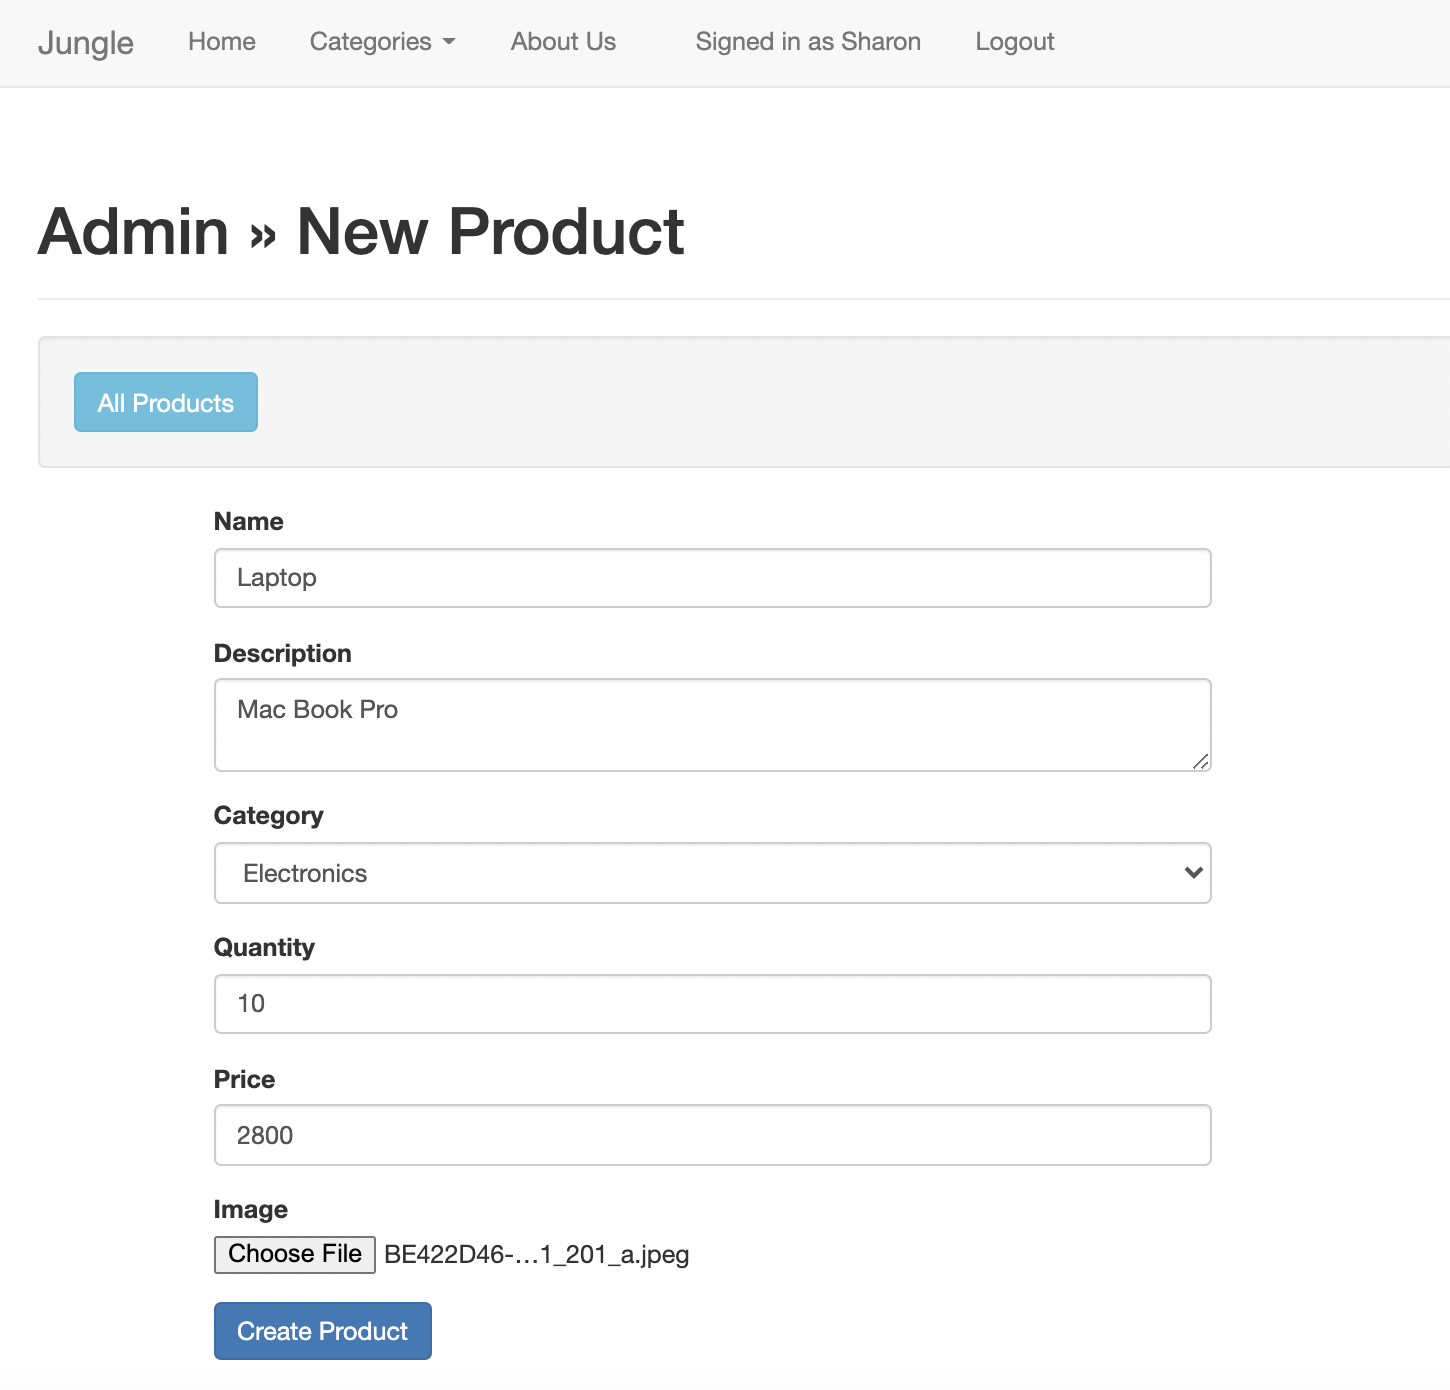 Jungle Home Categories About Us Signed in as Sharon Logout
Admin » New Product
All Products
Name
Laptop
Description
Mac Book Pro
Category
Electronics
Quantity
10
Price
2800
Image
Choose File BE422D46-...1_201_a.jpeg
Create Product